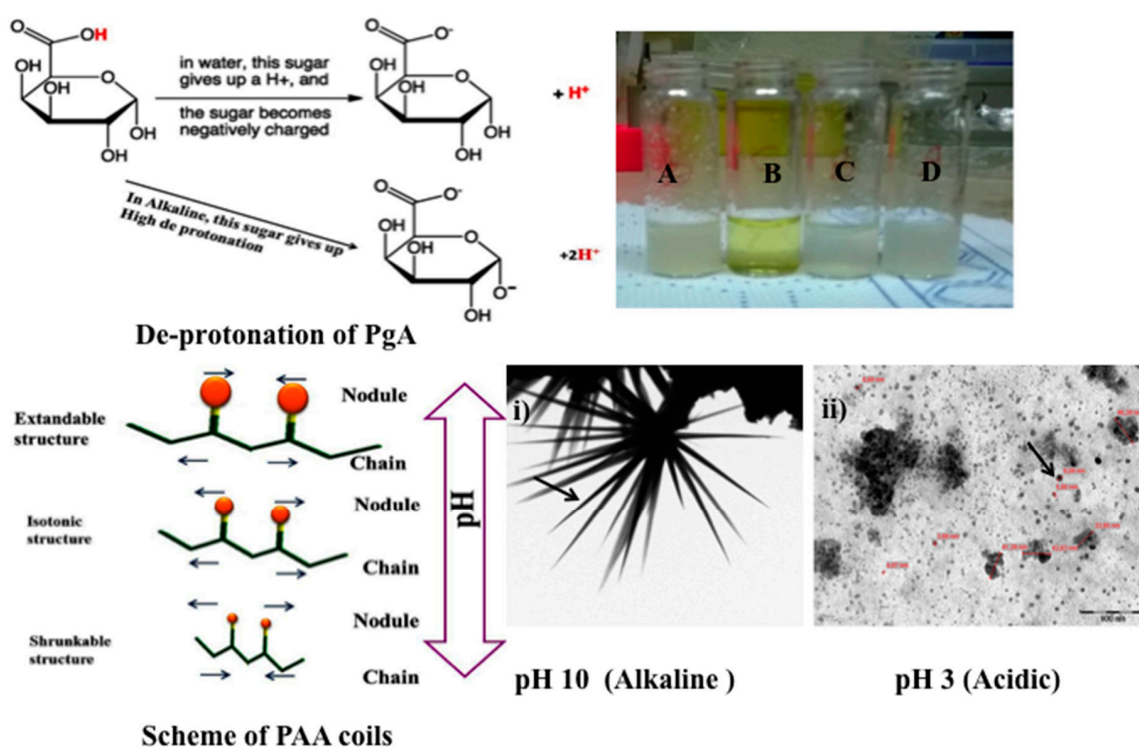 O
OH
OH
O
OH
OH
OH
in water, this sugar
gives up a H+, and
the sugar becomes
negatively charged
O
O-
OH
O
OH
OH
OH
+ H+
In Alkaline, this sugar gives up
High de protonation
O
O-
OH
O
OH
O-
OH
+2H+
A
B
C
D
De-protonation of PgA
Extandable
structure
Nodule
Chain
Isotonic
structure
Nodule
Chain
Shrunkable
structure
Nodule
Chain
pH
i)
ii)
pH 10 (Alkaline )
pH 3 (Acidic)
Scheme of PAA coils